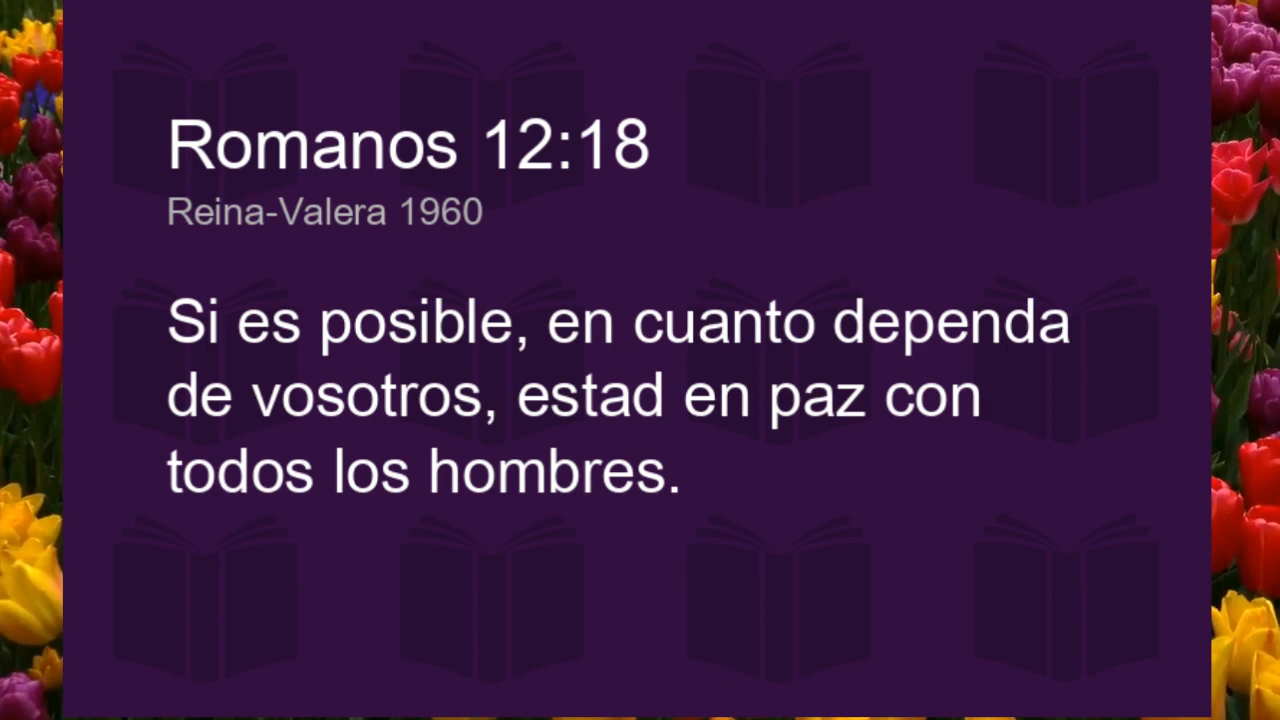 Romanos 12:18
Reina-Valera 1960
Si es posible, en cuanto dependa
de vosotros, estad en paz con
todos los hombres.